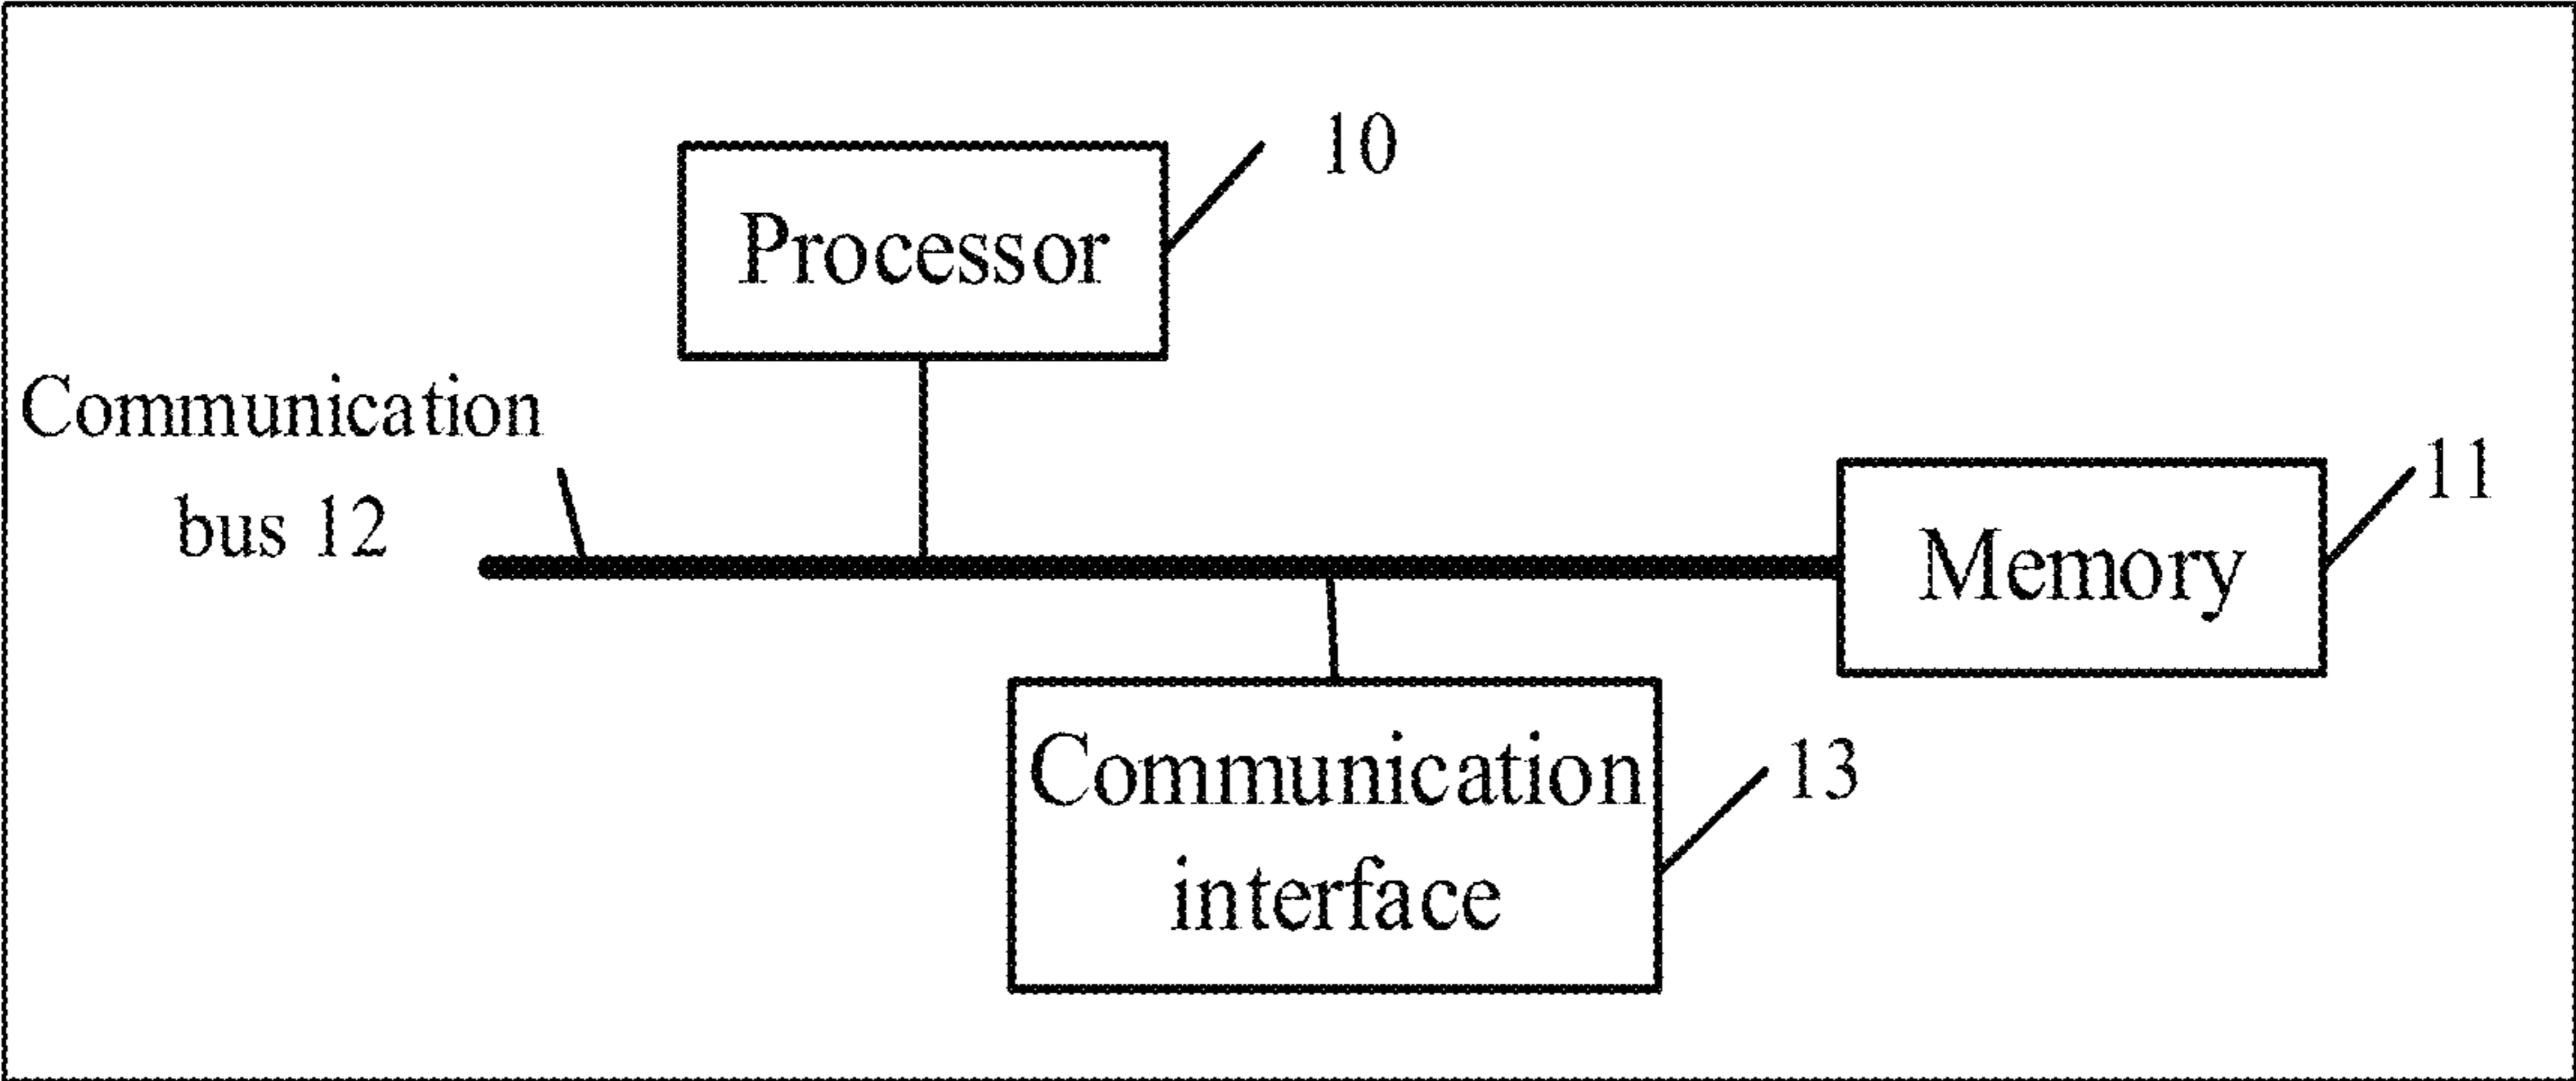 10
Processor
Communication
bus 12
11
Memory
Communication
interface
13